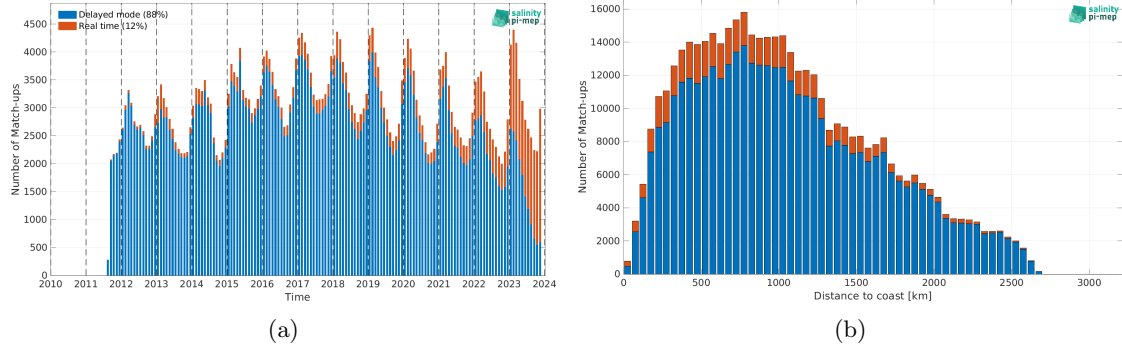 Delayed mode (88%)
Real time (12%)
salinity
pi-mep
Number of Match-ups
4500
4000
3500
3000
2500
2000
1500
1000
500
0
2010 2011 2012 2013 2014 2015 2016 2017 2018 2019 2020 2021 2022 2023 2024
Time
(a)
salinity
pi-mep
Number of Match-ups
16000
14000
12000
10000
8000
6000
4000
2000
0
0 500 1000 1500 2000 2500 3000
Distance to coast [km]
(b)